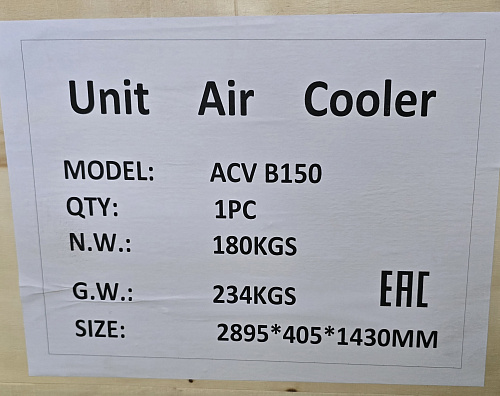 Unit Air Cooler
MODEL: ACV B150
QTY: 1PC
N.W.: 180KGS
G.W.: 234KGS
EAC
SIZE: 2895*405*1430MM